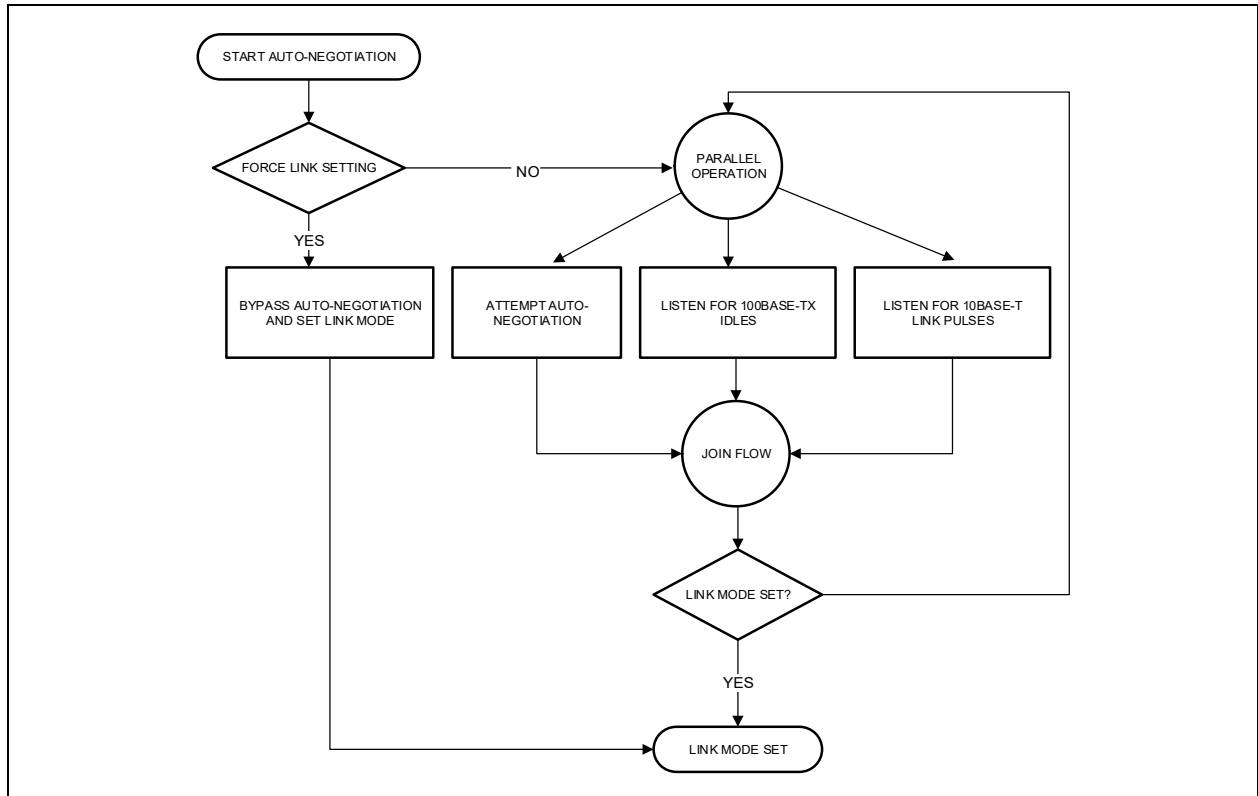 START AUTO-NEGOTIATION
FORCE LINK SETTING
NO
PARALLEL
OPERATION
YES
BYPASS AUTO-NEGOTIATION
AND SET LINK MODE
ATTEMPT AUTO-
NEGOTIATION
LISTEN FOR 100BASE-TX
IDLES
LISTEN FOR 10BASE-T
LINK PULSES
JOIN FLOW
LINK MODE SET?
YES
LINK MODE SET